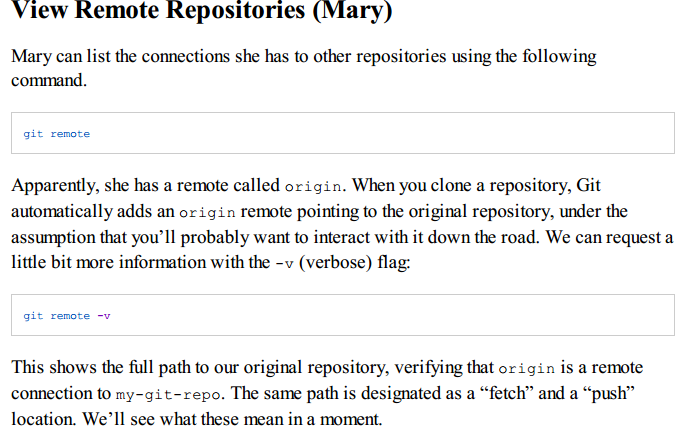 View Remote Repositories (Mary)
Mary can list the connections she has to other repositories using the following
command.
git remote
Apparently, she has a remote called origin. When you clone a repository, Git
automatically adds an origin remote pointing to the original repository, under the
assumption that you’ll probably want to interact with it down the road. We can request a
little bit more information with the -v (verbose) flag:
git remote -v
This shows the full path to our original repository, verifying that origin is a remote
connection to my-git-repo. The same path is designated as a “fetch” and a “push”
location. We’ll see what these mean in a moment.